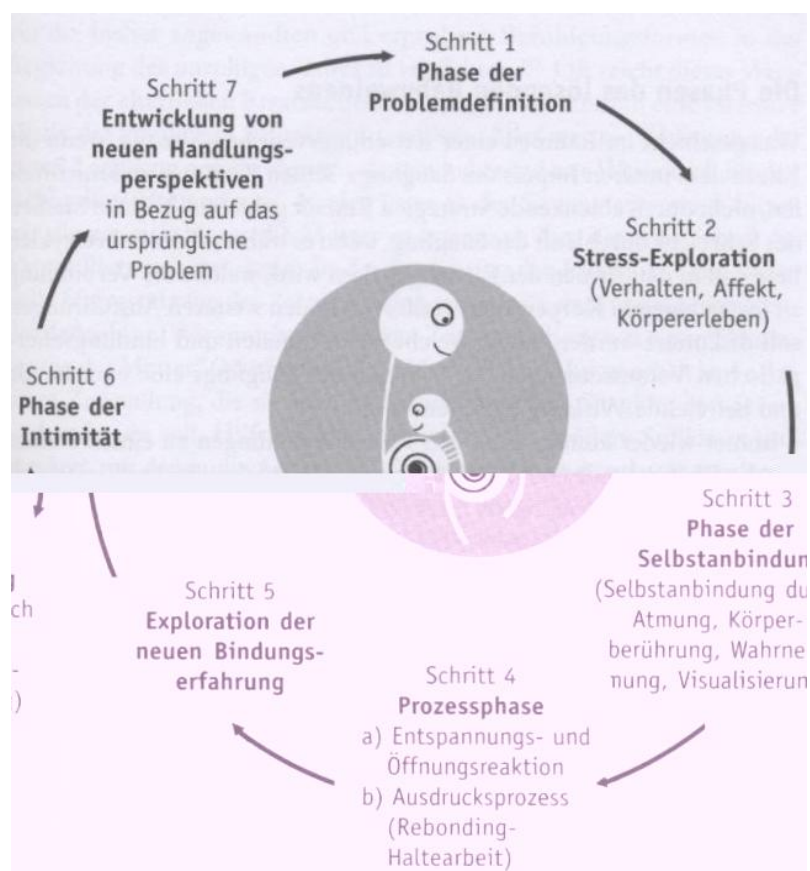 Schritt 1
Phase der
Problemdefinition
Schritt 2
Stress-Exploration
(Verhalten, Affekt,
Körpererleben)
Schritt 3
Phase der
Selbstanbindun
(Selbstanbindung du
Atmung, Körper-
berührung, Wahrne
nung, Visualisierun
Schritt 4
Prozessphase
a) Entspannungs- und
Öffnungsreaktion
b) Ausdrucksprozess
(Rebonding-
Haltearbeit)
Schritt 5
Exploration der
neuen Bindungs-
erfahrung
Schritt 6
Phase der
Intimität
Schritt 7
Entwicklung von
neuen Handlungs-
perspektiven
in Bezug auf das
ursprüngliche
Problem
ch